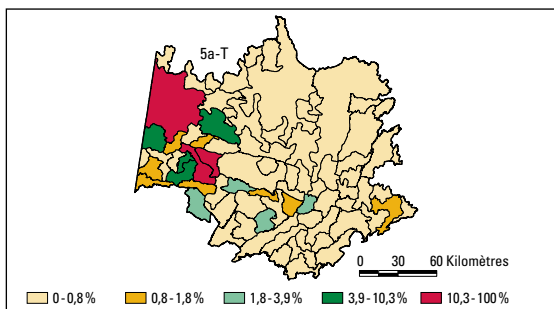 5a-T
0 30 60 Kilomètres
0 - 0,8 %
0,8 - 1,8 %
1,8 - 3,9 %
3,9 - 10,3 %
10,3 - 100 %